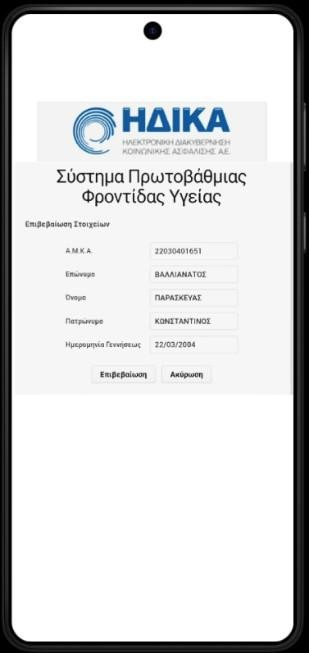 ΗΔΙΚΑ
ΗΛΕΚΤΡΟΝΙΚΗ ΔΙΑΚΥΒΕΡΝΗΣΗ
ΚΟΙΝΩΝΙΚΗΣ ΑΣΦΑΛΙΣΗΣ Α.Ε.
Σύστημα Πρωτοβάθμιας
Φροντίδας Υγείας
Επιβεβαίωση Στοιχείων
Α.Μ.Κ.Α. 22030401651
Επώνυμο ΒΑΛΛΙΑΝΑΤΟΣ
Όνομα ΠΑΡΑΣΚΕΥΑΣ
Πατρώνυμο ΚΩΝΣΤΑΝΤΙΝΟΣ
Ημερομηνία Γεννήσεως 22/03/2004
Επιβεβαίωση Ακύρωση